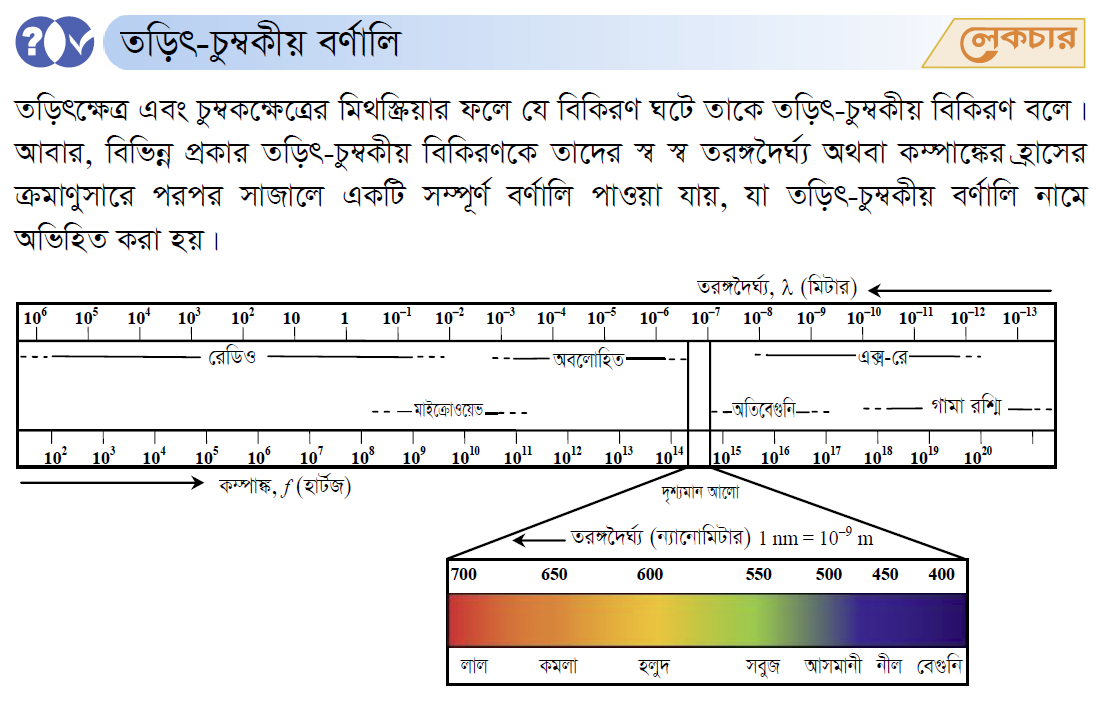 ?
তড়িৎ-চুম্বকীয় বর্ণালি
লেকচার
তড়িৎক্ষেত্র এবং চুম্বকক্ষেত্রের মিথস্ক্রিয়ার ফলে যে বিকিরণ ঘটে তাকে তড়িৎ-চুম্বকীয় বিকিরণ বলে।
আবার, বিভিন্ন প্রকার তড়িৎ-চুম্বকীয় বিকিরণকে তাদের স্ব স্ব তরঙ্গদৈর্ঘ্য অথবা কম্পাঙ্কের হ্রাসের
ক্রমাণুসারে পরপর সাজালে একটি সম্পূর্ণ বর্ণালি পাওয়া যায়, যা তড়িৎ-চুম্বকীয় বর্ণালি নামে
অভিহিত করা হয়।
তরঙ্গদৈর্ঘ্য, λ (মিটার)
10⁶ 10⁵ 10⁴ 10³ 10² 10 1 10⁻¹ 10⁻² 10⁻³ 10⁻⁴ 10⁻⁵ 10⁻⁶ 10⁻⁷ 10⁻⁸ 10⁻⁹ 10⁻¹⁰ 10⁻¹¹ 10⁻¹² 10⁻¹³
রেডিও অবলোহিত এক্স-রে
মাইক্রোওয়েভ অতিবেগুনি গামা রশ্মি
10² 10³ 10⁴ 10⁵ 10⁶ 10⁷ 10⁸ 10⁹ 10¹⁰ 10¹¹ 10¹² 10¹³ 10¹⁴ 10¹⁵ 10¹⁶ 10¹⁷ 10¹⁸ 10¹⁹ 10²⁰
কম্পাঙ্ক, f (হার্টজ)
দৃশ্যমান আলো
তরঙ্গদৈর্ঘ্য (ন্যানোমিটার) 1 nm = 10⁻⁹ m
700 650 600 550 500 450 400
লাল কমলা হলুদ সবুজ আসমানী নীল বেগুনি